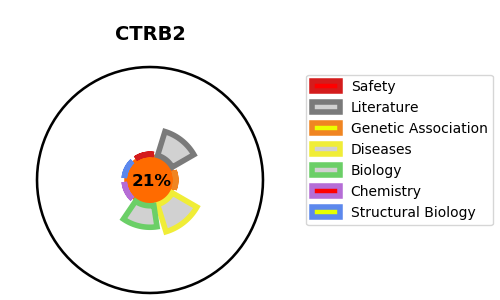 CTRB2
21%
Safety
Literature
Genetic Association
Diseases
Biology
Chemistry
Structural Biology